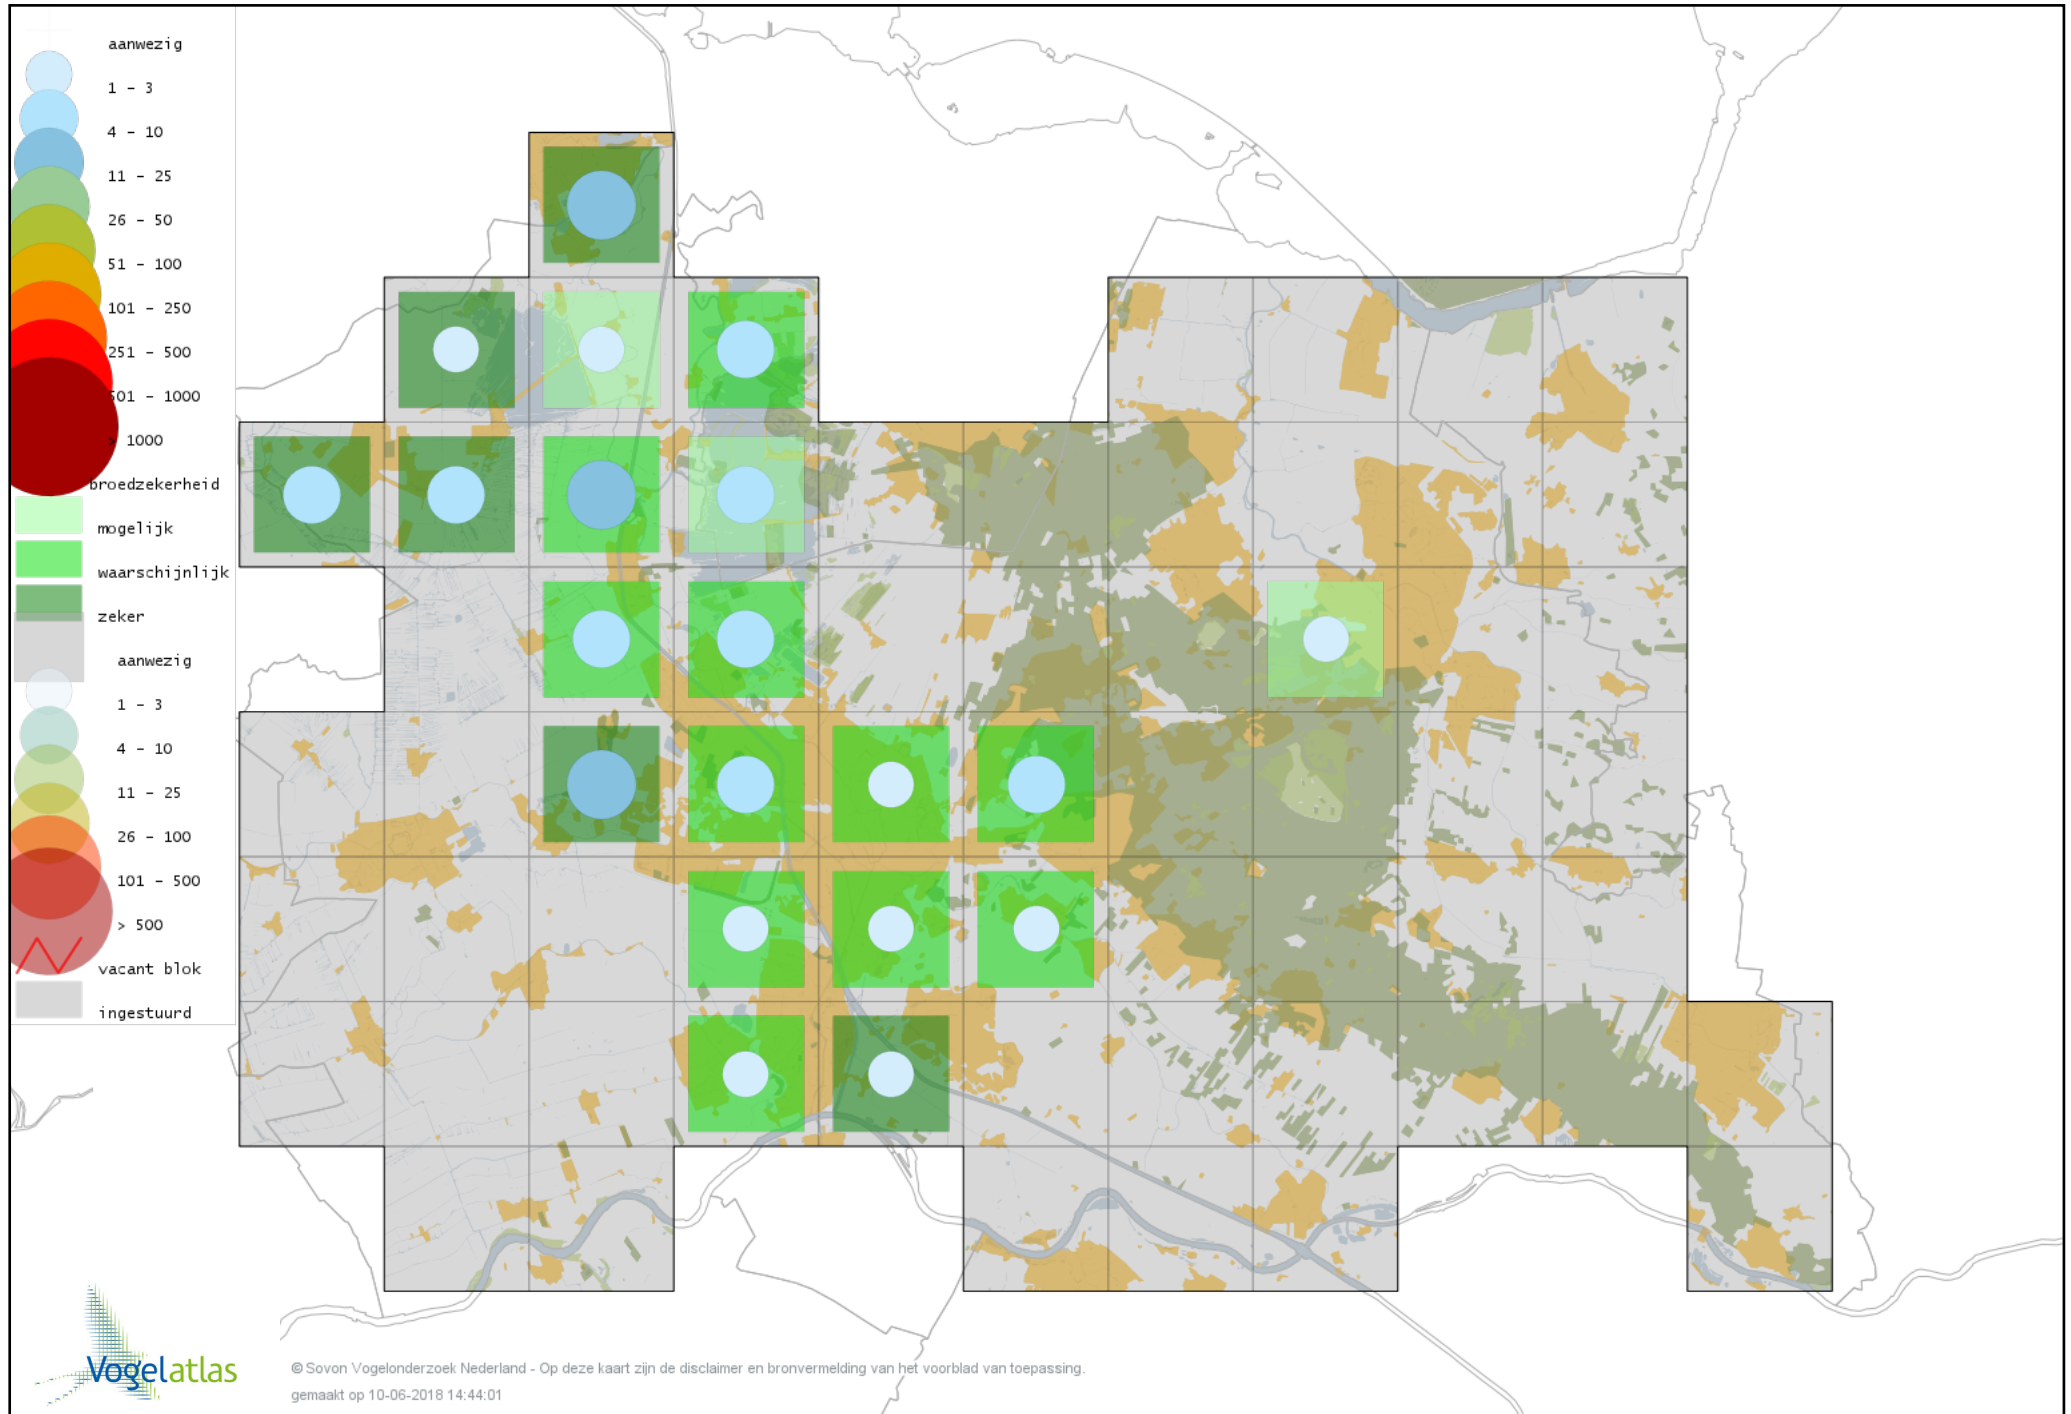 aanwezig
1 - 3
4 - 10
11 - 25
26 - 50
51 - 100
101 - 250
251 - 500
501 - 1000
> 1000
broedzekerheid
mogelijk
waarschijnlijk
zeker
aanwezig
1 - 3
4 - 10
11 - 25
26 - 100
101 - 500
> 500
vacant blok
ingestuurd
Vogelatlas
© Sovon Vogelonderzoek Nederland - Op deze kaart zijn de disclaimer en bronvermelding van het voorblad van toepassing.
gemaakt op 10-06-2018 14:44:01